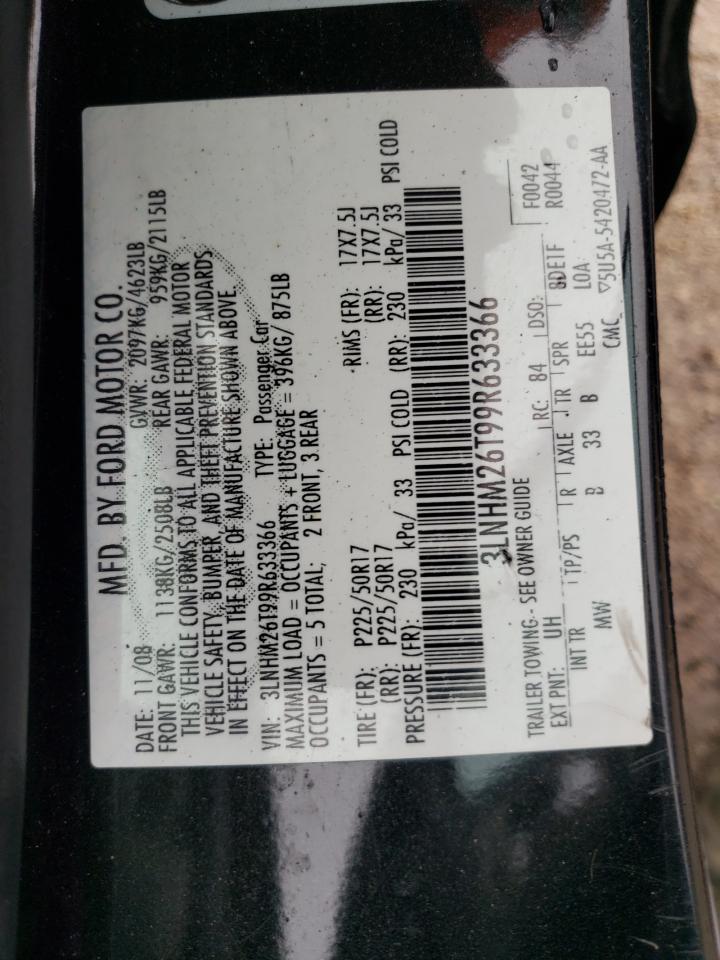 MFD. BY FORD MOTOR CO.
DATE: 11/08 GVWR: 2097KG/4623LB
FRONT GAWR: 1138KG/2508LB REAR GAWR: 959KG/2115LB
THIS VEHICLE CONFORMS TO ALL APPLICABLE FEDERAL MOTOR
VEHICLE SAFETY, BUMPER, AND THEFT PREVENTION STANDARDS
IN EFFECT ON THE DATE OF MANUFACTURE SHOWN ABOVE.
VIN: 3LNHM26T99R633366 TYPE: Passenger Car
MAXIMUM LOAD = OCCUPANTS + LUGGAGE = 396KG/ 875LB
OCCUPANTS = 5 TOTAL; 2 FRONT, 3 REAR
TIRE (FR): P225/50R17 RIMS (FR): 17X7.5J
(RR): P225/50R17 (RR): 17X7.5J
PRESSURE (FR): 230 kPa/ 33 PSI COLD (RR): 230 kPa/ 33 PSI COLD
3LNHM26T99R633366
TRAILER TOWING - SEE OWNER GUIDE F0042
EXT PNT: UH RC: 84 DSO: R0044
INT TR TP/PS R AXLE TR SPR 8DE1F
MW B 33 B EE55 LOA
CMC ▽5U5A-5420472-AA